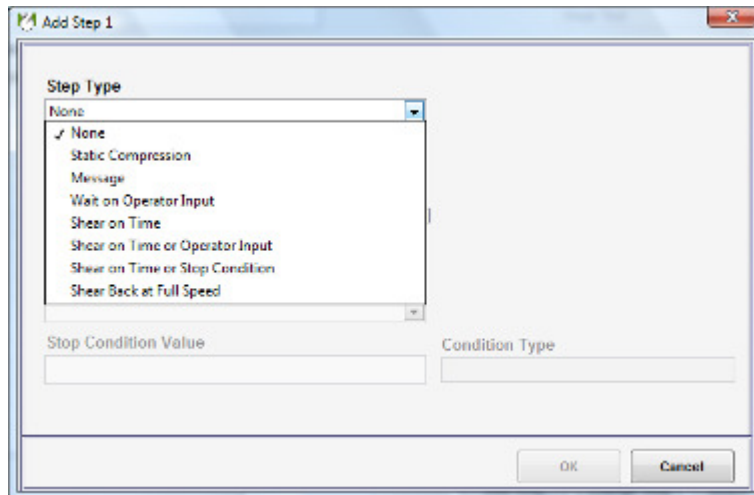 Add Step 1
Step Type
None
None
Static Compression
Message
Wait on Operator Input
Shear on Time
Shear on Time or Operator Input
Shear on Time or Stop Condition
Shear Back at Full Speed
Stop Condition Value
Condition Type
OK
Cancel